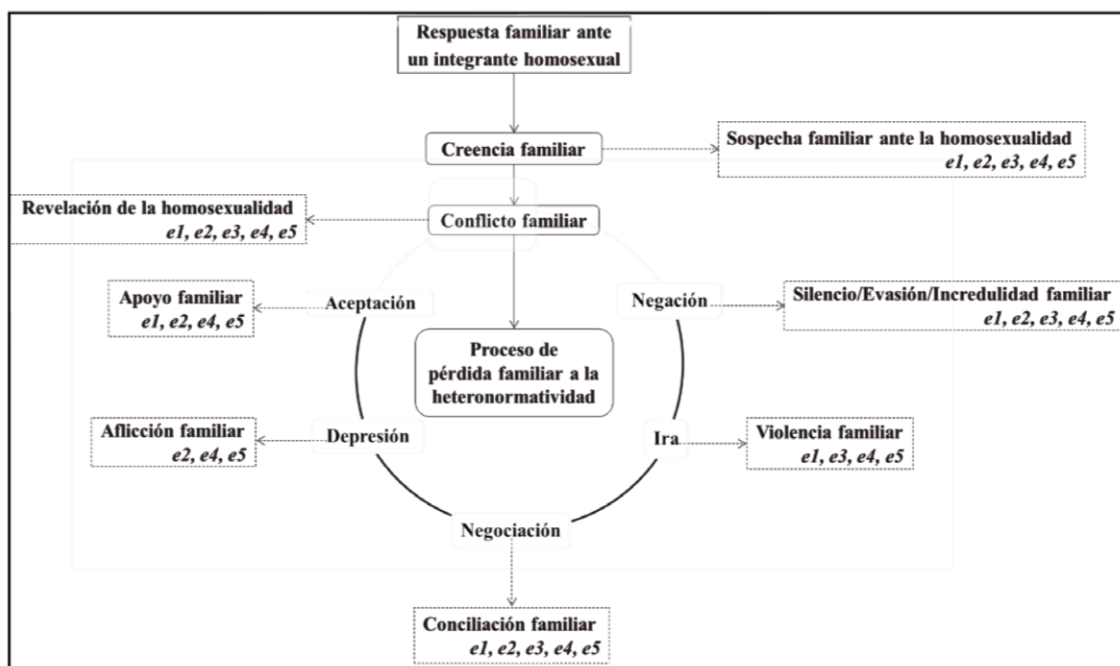 Respuesta familiar ante
un integrante homosexual
Creencia familiar
Sospecha familiar ante la homosexualidad
e1, e2, e3, e4, e5
Revelación de la homosexualidad
e1, e2, e3, e4, e5
Conflicto familiar
Apoyo familiar
e1, e2, e4, e5
Aceptación
Negación
Silencio/Evasión/Incredulidad familiar
e1, e2, e3, e4, e5
Proceso de
pérdida familiar a la
heteronormatividad
Aflicción familiar
e2, e4, e5
Depresión
Ira
Violencia familiar
e1, e3, e4, e5
Negociación
Conciliación familiar
e1, e2, e3, e4, e5